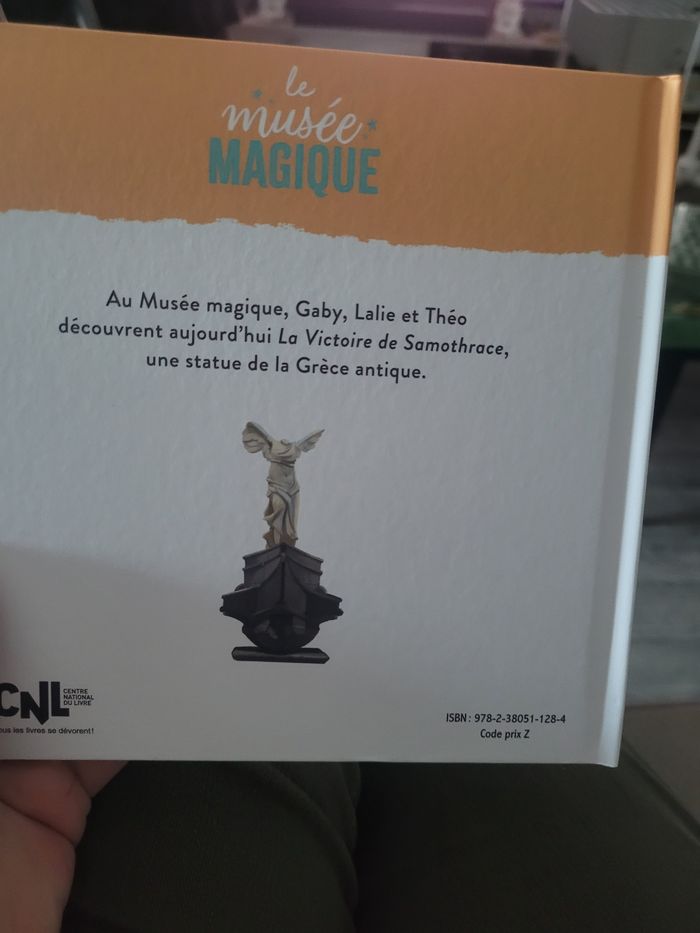 le
musée
MAGIQUE
Au Musée magique, Gaby, Lalie et Théo
découvrent aujourd'hui La Victoire de Samothrace,
une statue de la Grèce antique.
CNL
CENTRE
NATIONAL
DU LIVRE
ous les livres se dévorent!
ISBN : 978-2-38051-128-4
Code prix Z